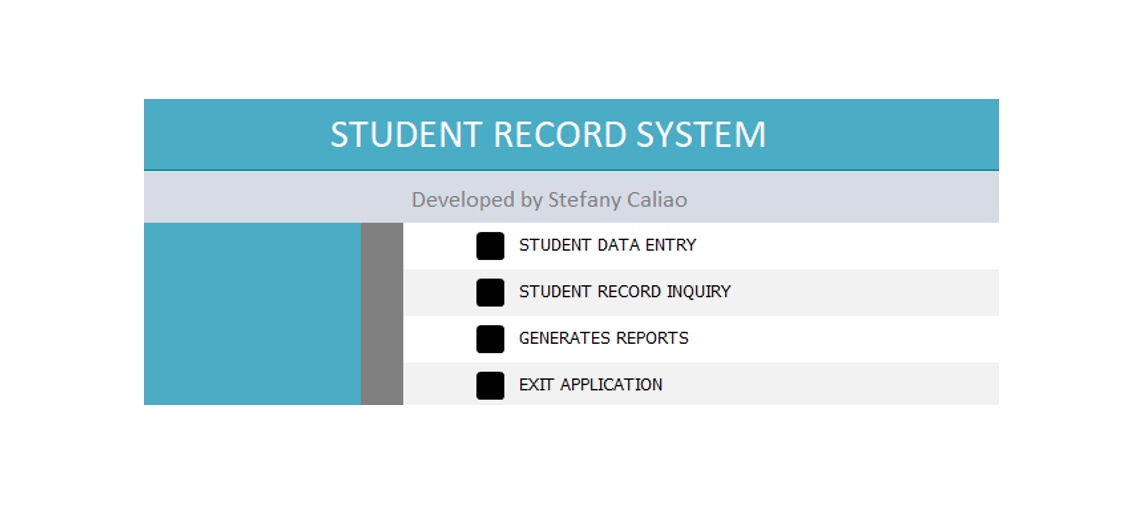 STUDENT RECORD SYSTEM
Developed by Stefany Caliao
STUDENT DATA ENTRY
STUDENT RECORD INQUIRY
GENERATES REPORTS
EXIT APPLICATION